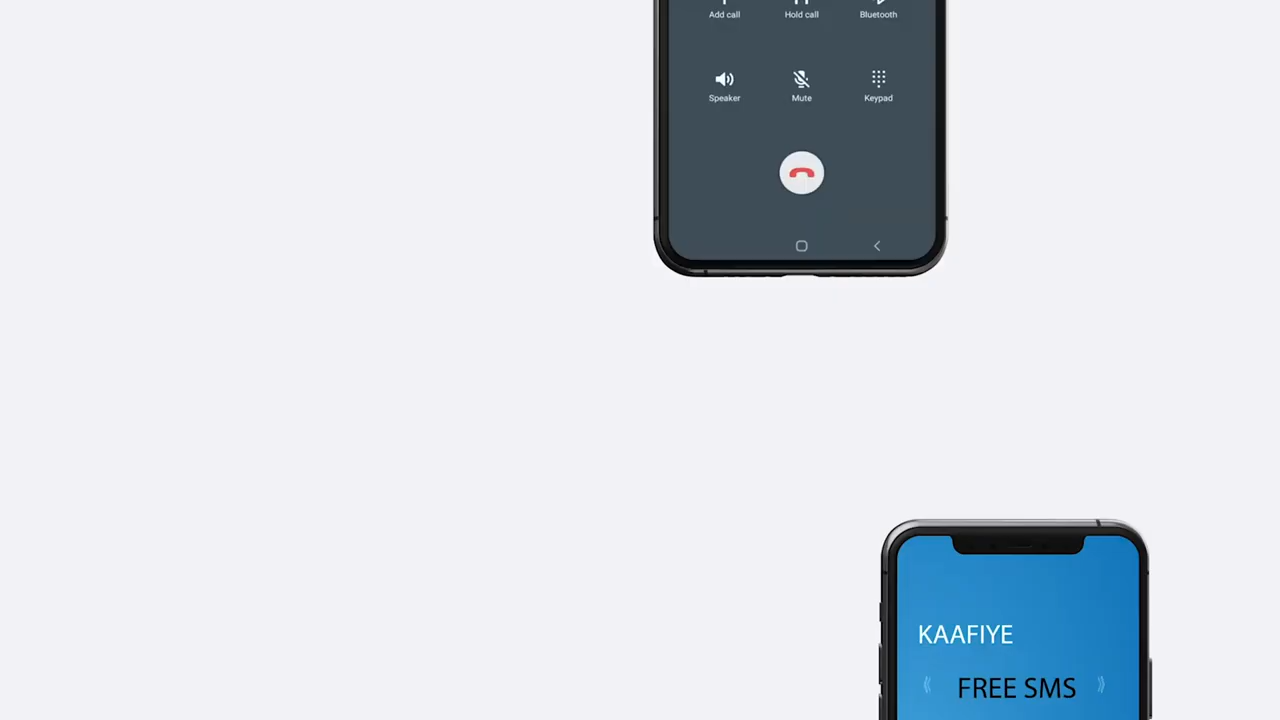 Add call Hold call Bluetooth
Speaker Mute Keypad
KAAFIYE
FREE SMS